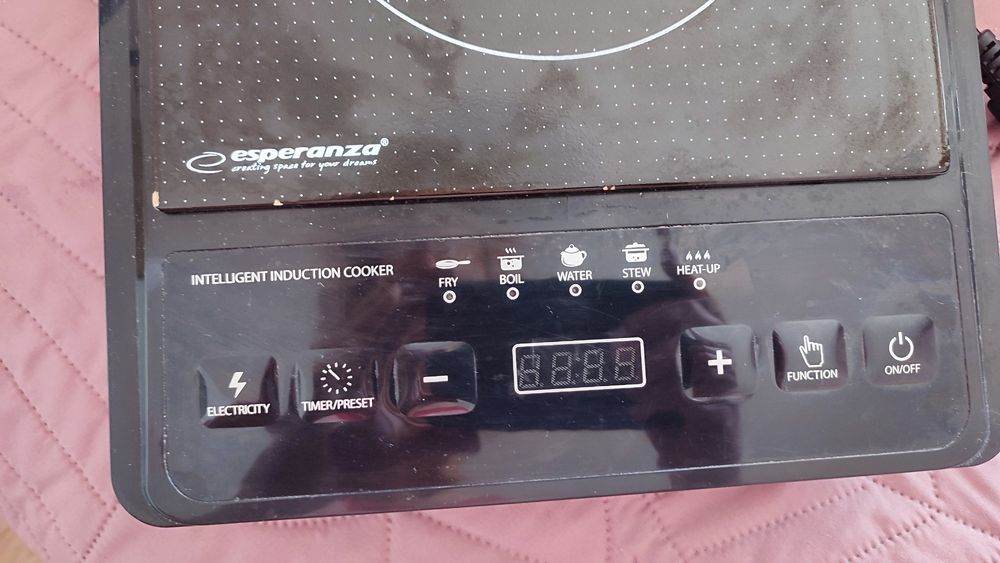 esperanza®
creating space for your dreams
INTELLIGENT INDUCTION COOKER
FRY
BOIL
WATER
STEW
HEAT-UP
ELECTRICITY
TIMER/PRESET
−
+
FUNCTION
ON/OFF